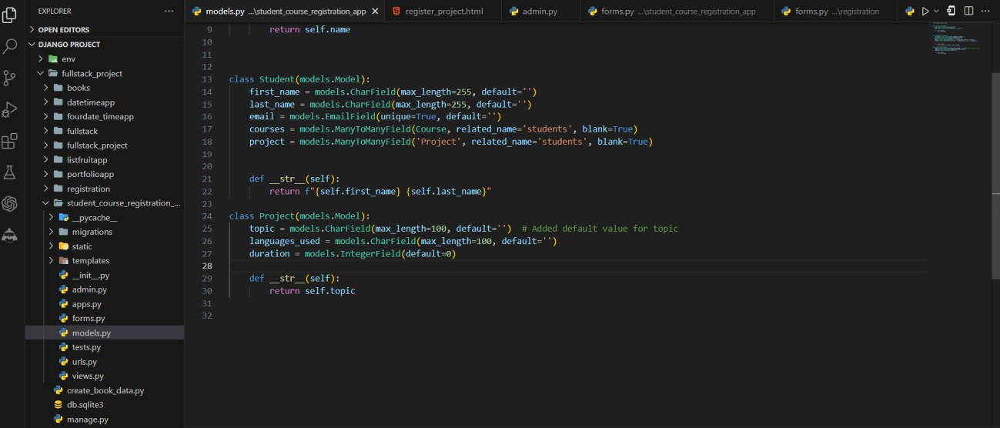 EXPLORER
OPEN EDITORS
DJANGO PROJECT
env
fullstack_project
books
datetimeapp
fourdate_timeapp
fullstack
fullstack_project
listfruitapp
portfolioapp
registration
student_course_registration_...
__pycache__
migrations
static
templates
__init__.py
admin.py
apps.py
forms.py
models.py
tests.py
urls.py
views.py
create_book_data.py
db.sqlite3
manage.py
models.py ...\student_course_registration_app
register_project.html
admin.py
forms.py ...\student_course_registration_app
forms.py ...\registration
9 return self.name
10
11
12
13 class Student(models.Model):
14 first_name = models.CharField(max_length=255, default='')
15 last_name = models.CharField(max_length=255, default='')
16 email = models.EmailField(unique=True, default='')
17 courses = models.ManyToManyField(Course, related_name='students', blank=True)
18 project = models.ManyToManyField('Project', related_name='students', blank=True)
19
20
21 def __str__(self):
22 return f"{self.first_name} {self.last_name}"
23
24 class Project(models.Model):
25 topic = models.CharField(max_length=100, default='') # Added default value for topic
26 languages_used = models.CharField(max_length=100, default='')
27 duration = models.IntegerField(default=0)
28
29 def __str__(self):
30 return self.topic
31
32